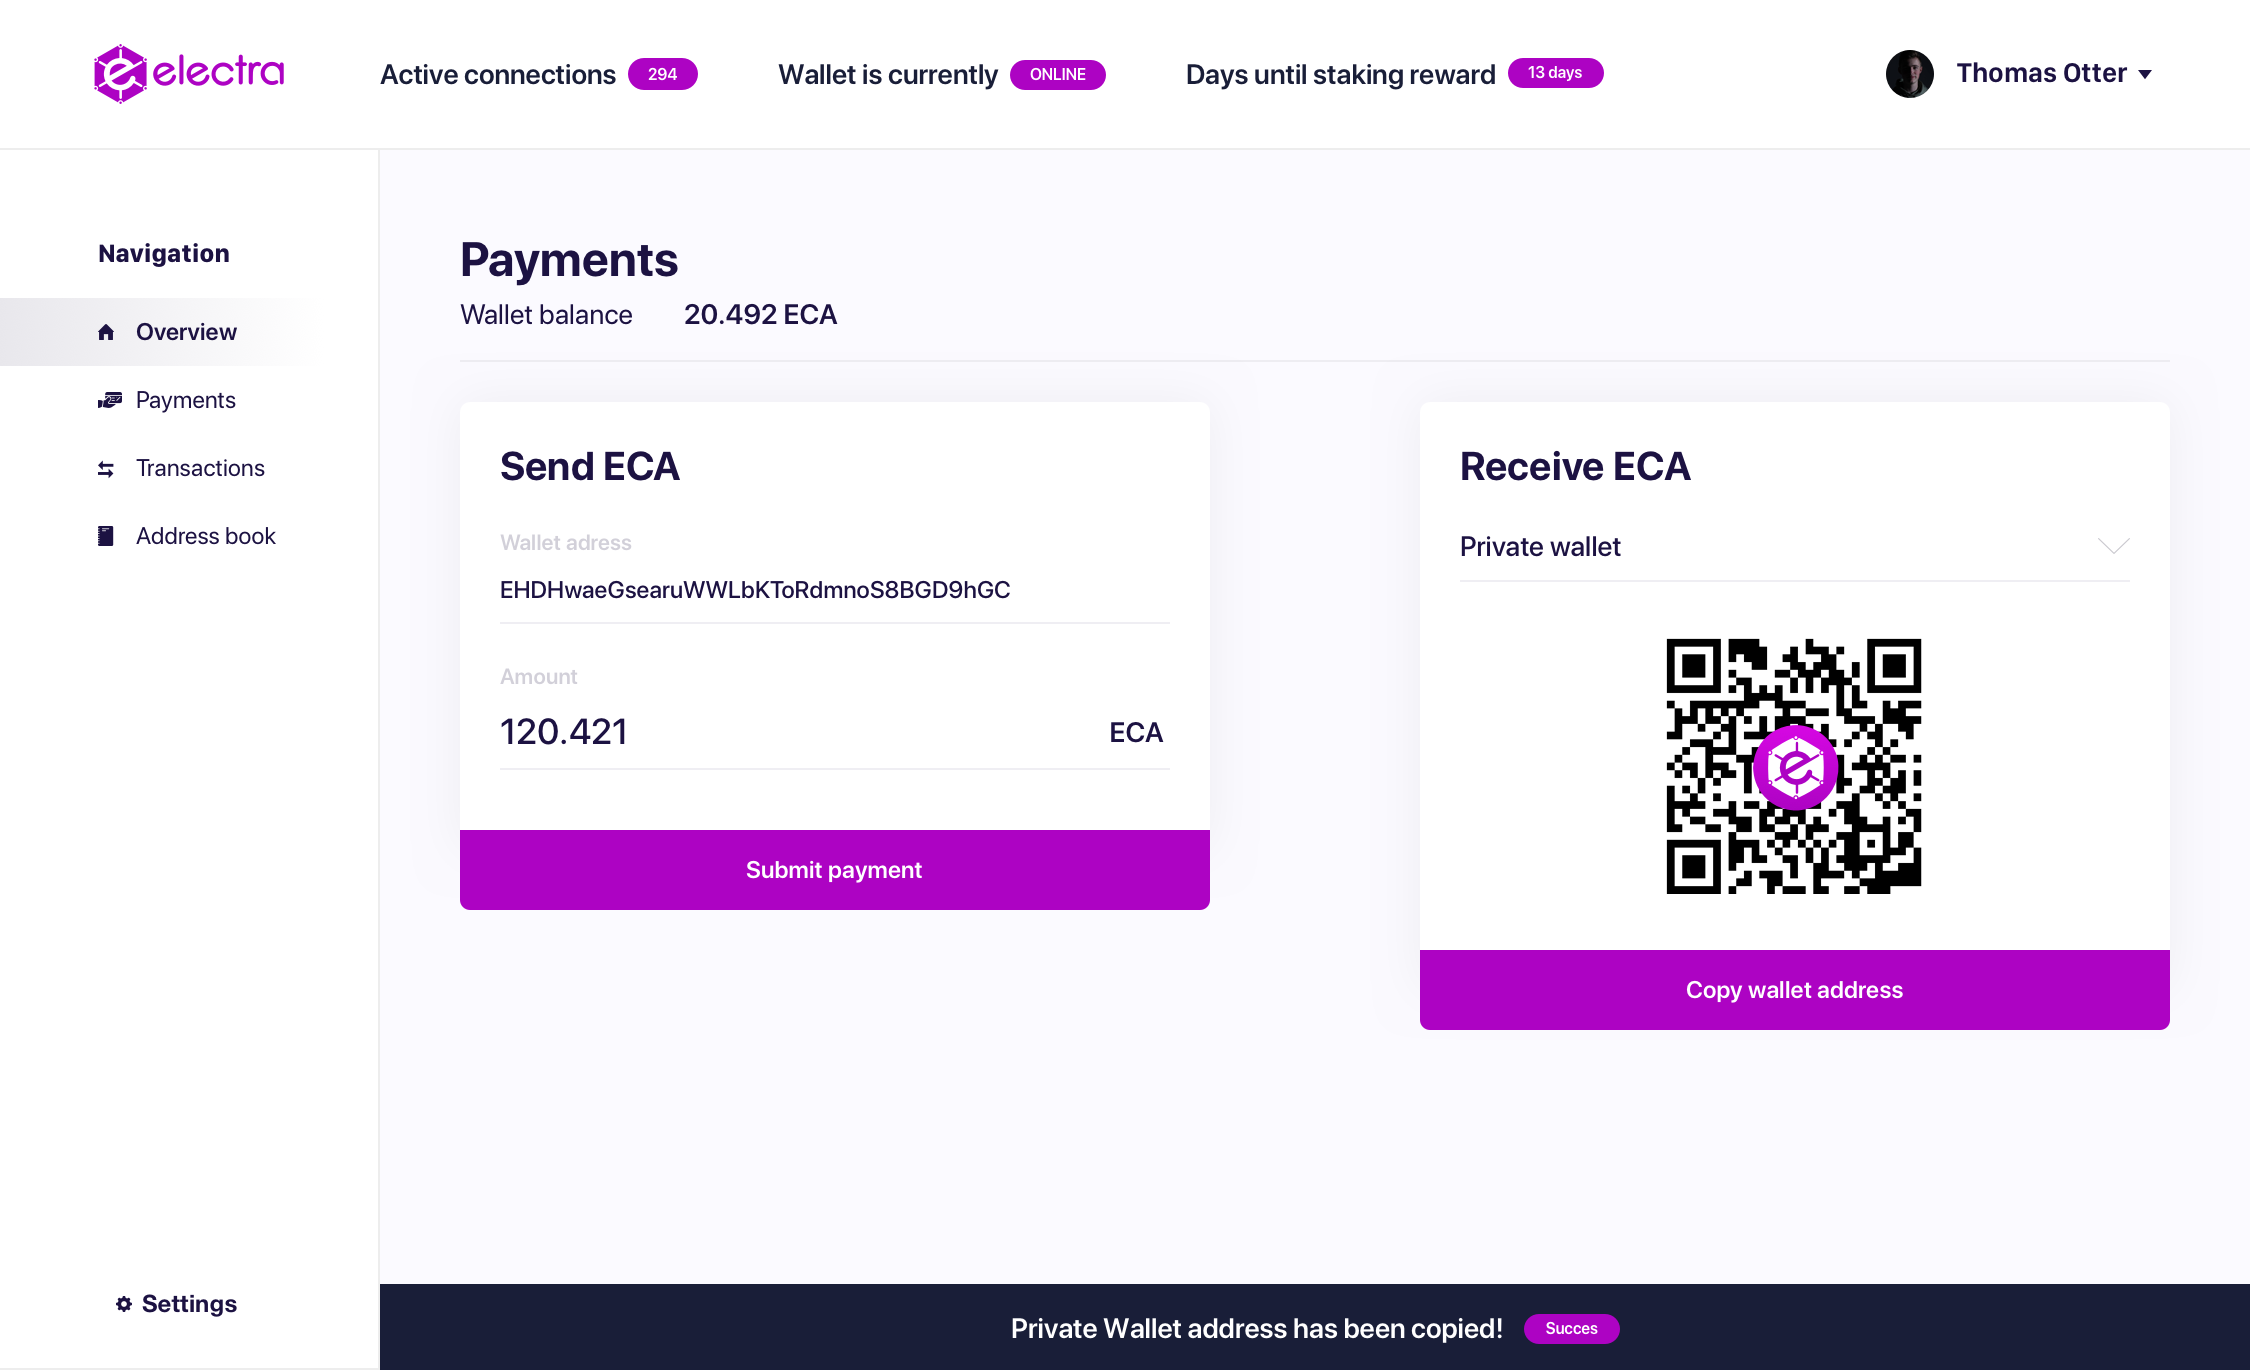 electra
Active connections 294
Wallet is currently ONLINE
Days until staking reward 13 days
Thomas Otter
Navigation
Overview
Payments
Transactions
Address book
Settings
Payments
Wallet balance 20.492 ECA
Send ECA
Wallet adress
EHDHwaeGsearuWWLbKToRdmnoS8BGD9hGC
Amount
120.421 ECA
Submit payment
Receive ECA
Private wallet
Copy wallet address
Private Wallet address has been copied! Succes